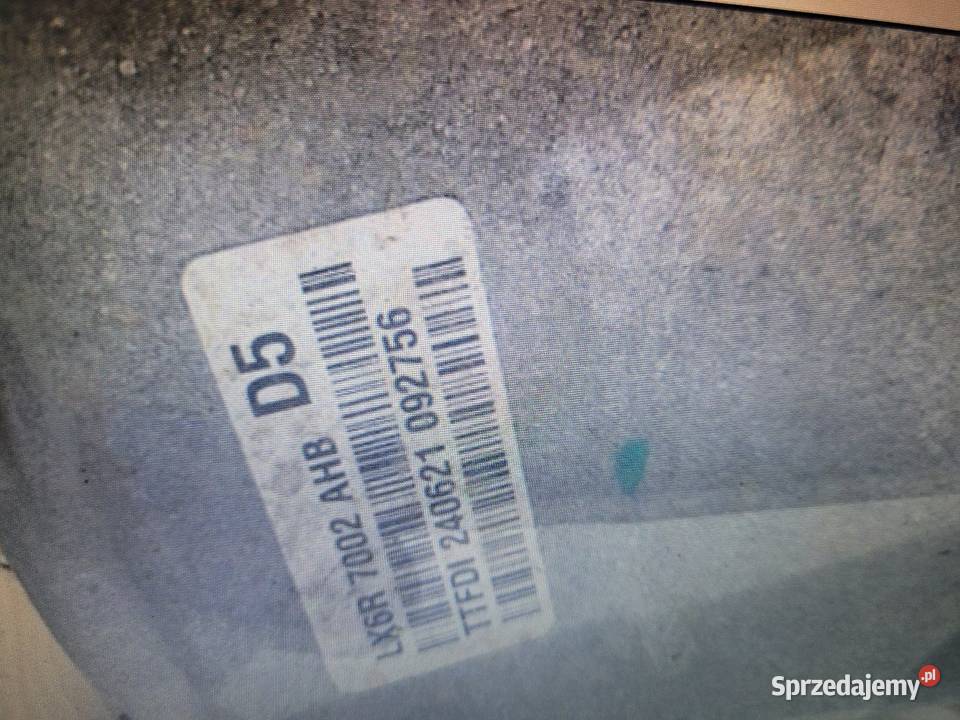 D5
LX6R 7002 AHB
TTFDI 240621 092756
Sprzedajemy.pl